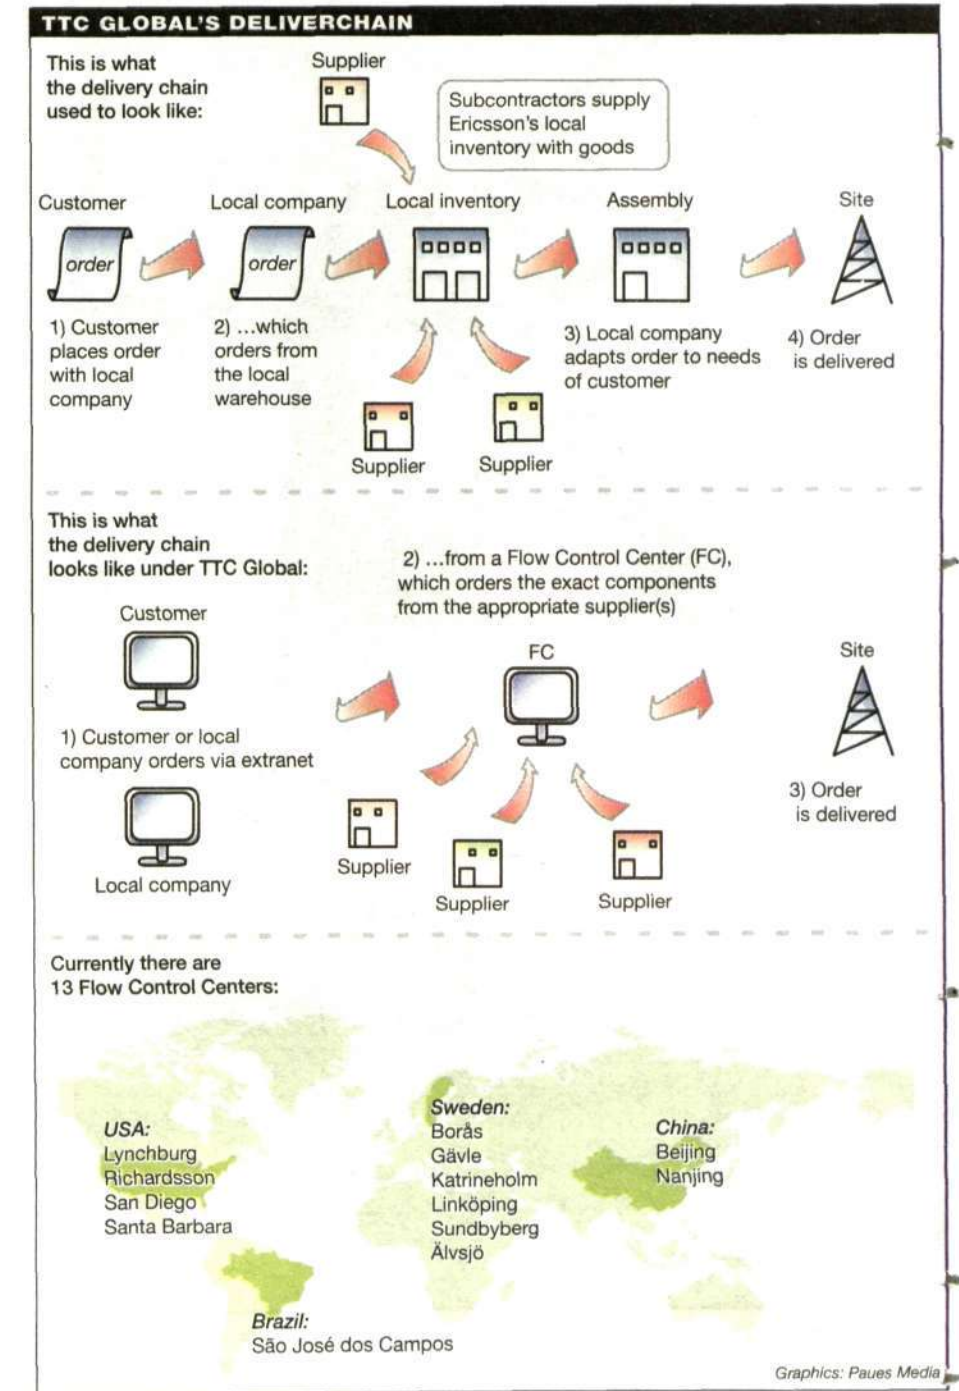 TTC GLOBAL'S DELIVERCHAIN
This is what
the delivery chain
used to look like:
Supplier
Subcontractors supply
Ericsson's local
inventory with goods
Customer
Local company
Local inventory
Assembly
Site
order
order
1) Customer
places order
with local
company
2) ...which
orders from
the local
warehouse
3) Local company
adapts order to needs
of customer
4) Order
is delivered
Supplier
Supplier
This is what
the delivery chain
looks like under TTC Global:
2) ...from a Flow Control Center (FC),
which orders the exact components
from the appropriate supplier(s)
Customer
FC
Site
1) Customer or local
company orders via extranet
3) Order
is delivered
Local company
Supplier
Supplier
Supplier
Currently there are
13 Flow Control Centers:
USA:
Lynchburg
Richardsson
San Diego
Santa Barbara
Sweden:
Borås
Gävle
Katrineholm
Linköping
Sundbyberg
Älvsjö
China:
Beijing
Nanjing
Brazil:
São José dos Campos
Graphics: Paues Media